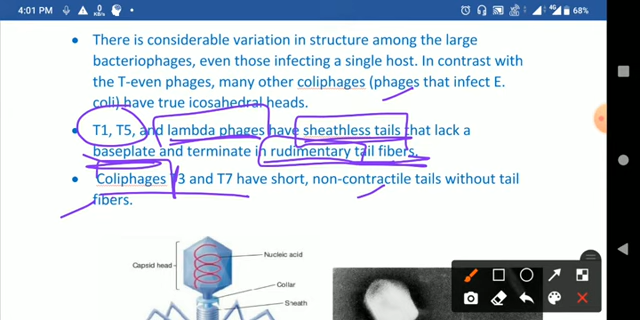 4:01 PM
0
KB/s
4G
68%
• There is considerable variation in structure among the large
bacteriophages, even those infecting a single host. In contrast with
the T-even phages, many other coliphages (phages that infect E.
coli) have true icosahedral heads.
• T1, T5, and lambda phages have sheathless tails that lack a
baseplate and terminate in rudimentary tail fibers.
• Coliphages T3 and T7 have short, non-contractile tails without tail
fibers.
Capsid head
Nucleic acid
Collar
Sheath